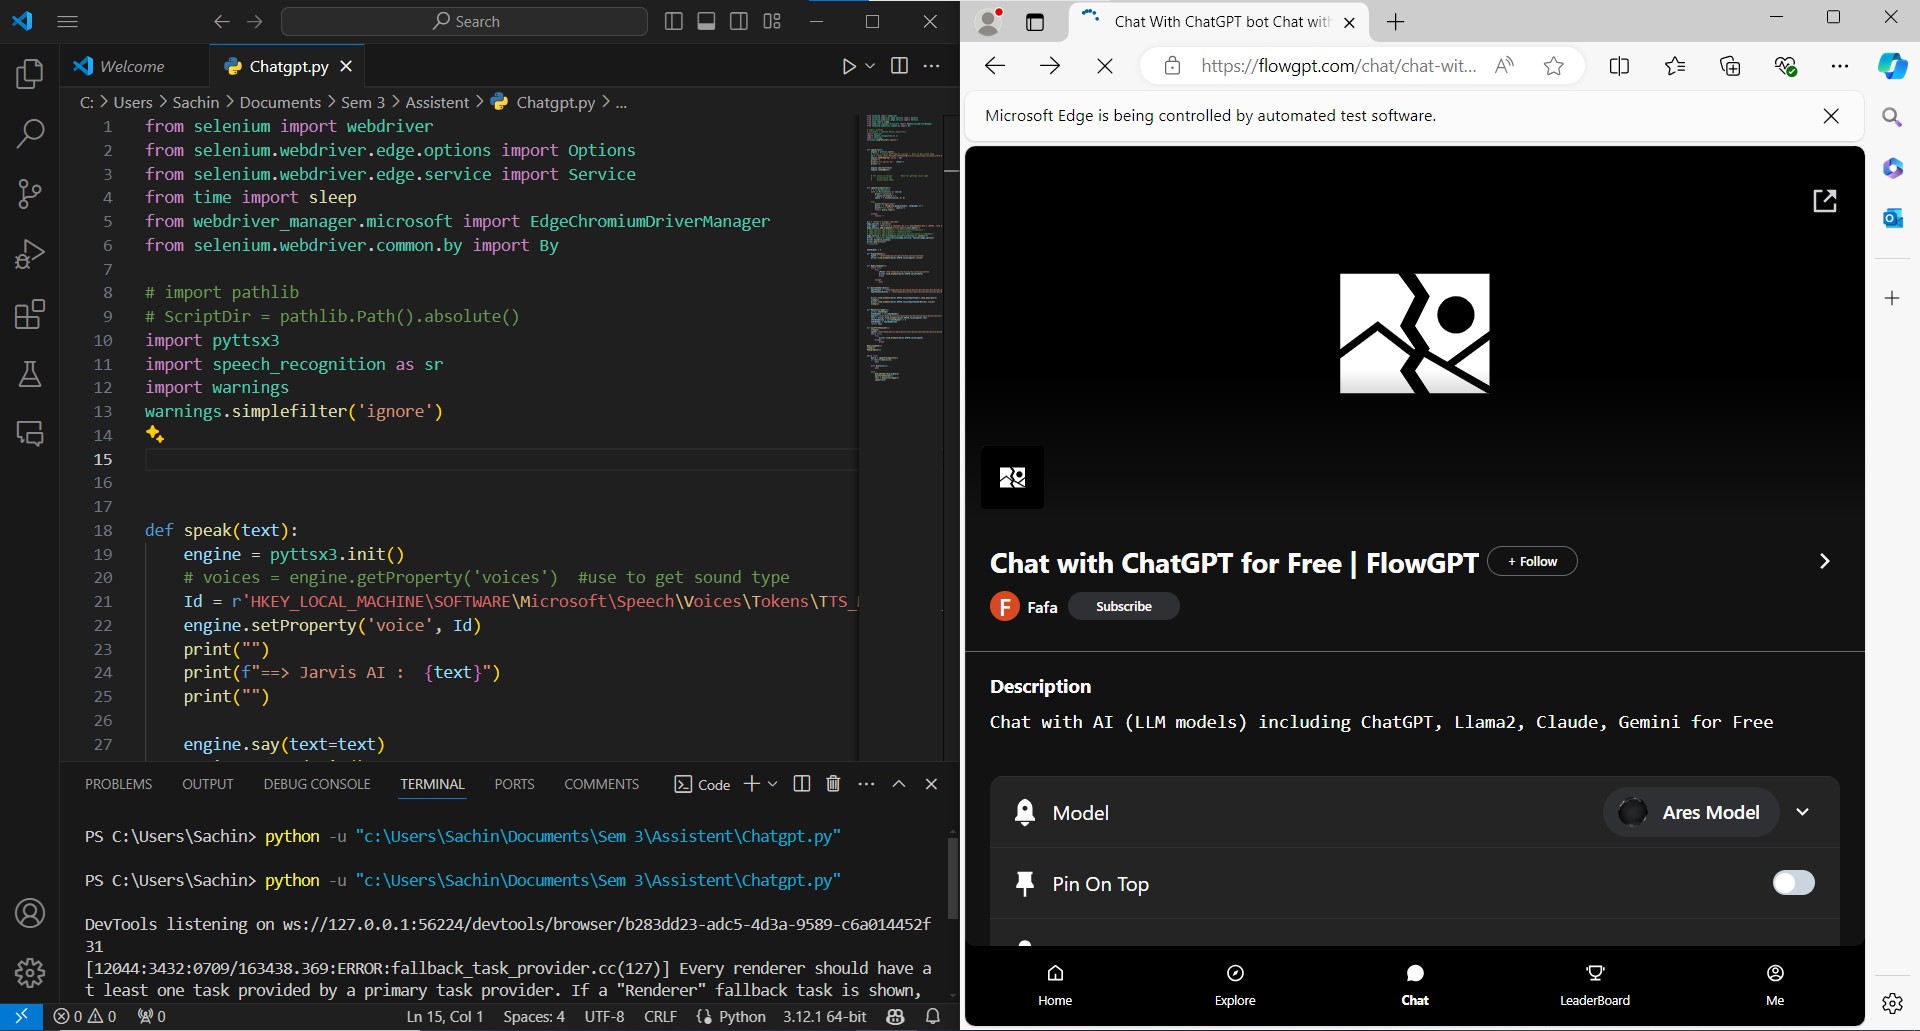 Search
Welcome
Chatgpt.py
C: > Users > Sachin > Documents > Sem 3 > Assistent > Chatgpt.py > ...
1 from selenium import webdriver
2 from selenium.webdriver.edge.options import Options
3 from selenium.webdriver.edge.service import Service
4 from time import sleep
5 from webdriver_manager.microsoft import EdgeChromiumDriverManager
6 from selenium.webdriver.common.by import By
7
8 # import pathlib
9 # ScriptDir = pathlib.Path().absolute()
10 import pyttsx3
11 import speech_recognition as sr
12 import warnings
13 warnings.simplefilter('ignore')
14
15
16
17
18 def speak(text):
19 engine = pyttsx3.init()
20 # voices = engine.getProperty('voices')  #use to get sound type
21 Id = r'HKEY_LOCAL_MACHINE\SOFTWARE\Microsoft\Speech\Voices\Tokens\TTS_
22 engine.setProperty('voice', Id)
23 print("")
24 print(f"==> Jarvis AI :  {text}")
25 print("")
26
27 engine.say(text=text)
PROBLEMS OUTPUT DEBUG CONSOLE TERMINAL PORTS COMMENTS Code
PS C:\Users\Sachin> python -u "c:\Users\Sachin\Documents\Sem 3\Assistent\Chatgpt.py"
PS C:\Users\Sachin> python -u "c:\Users\Sachin\Documents\Sem 3\Assistent\Chatgpt.py"
DevTools listening on ws://127.0.0.1:56224/devtools/browser/b283dd23-adc5-4d3a-9589-c6a014452f
31
[12044:3432:0709/163438.369:ERROR:fallback_task_provider.cc(127)] Every renderer should have a
t least one task provided by a primary task provider. If a "Renderer" fallback task is shown,
0 0 0 Ln 15, Col 1 Spaces: 4 UTF-8 CRLF Python 3.12.1 64-bit
Chat With ChatGPT bot Chat with
https://flowgpt.com/chat/chat-wit...
Microsoft Edge is being controlled by automated test software.
Chat with ChatGPT for Free | FlowGPT
+ Follow
F Fafa Subscribe
Description
Chat with AI (LLM models) including ChatGPT, Llama2, Claude, Gemini for Free
Model Ares Model
Pin On Top
Home Explore Chat LeaderBoard Me